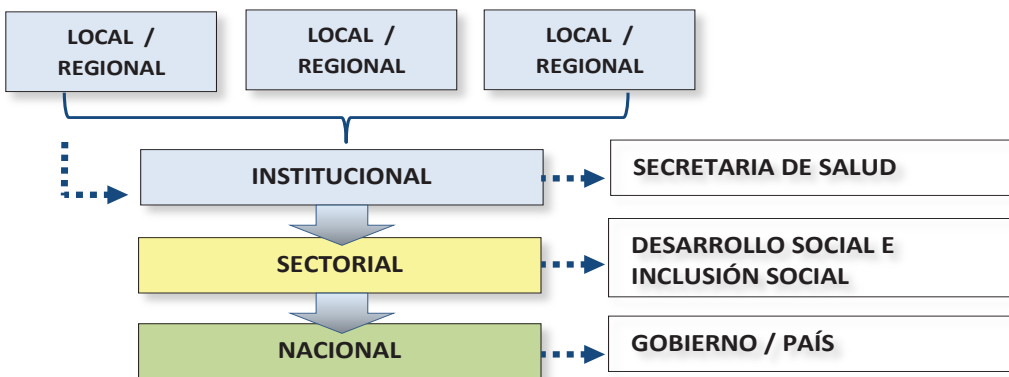 LOCAL /
REGIONAL
LOCAL /
REGIONAL
LOCAL /
REGIONAL
INSTITUCIONAL
SECRETARIA DE SALUD
SECTORIAL
DESARROLLO SOCIAL E
INCLUSIÓN SOCIAL
NACIONAL
GOBIERNO / PAÍS